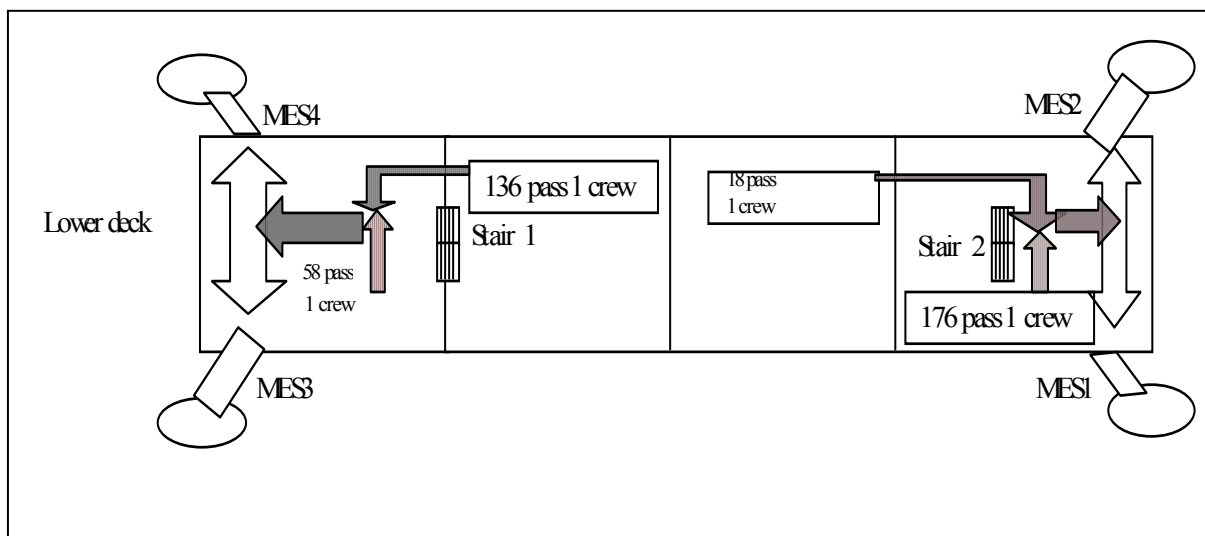 MES4
MES2
136 pass 1 crew
18 pass
1 crew
Lower deck
Stair 1
Stair 2
58 pass
1 crew
176 pass 1 crew
MES3
MES1